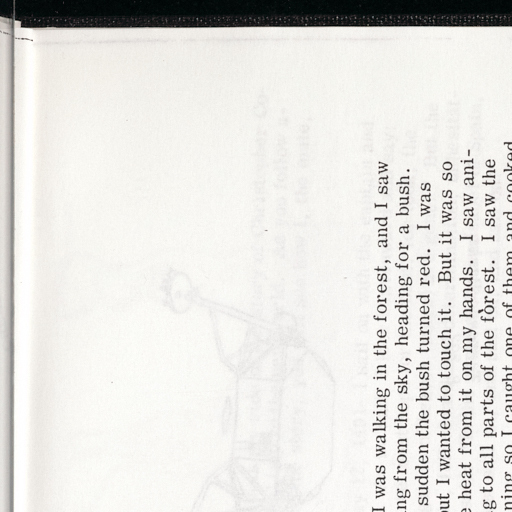 I was walking in the forest, and I saw
ng from the sky, heading for a bush.
sudden the bush turned red. I was
ut I wanted to touch it. But it was so
heat from it on my hands. I saw ani-
g to all parts of the forest. I saw the
ning so I caught one of them and cooked